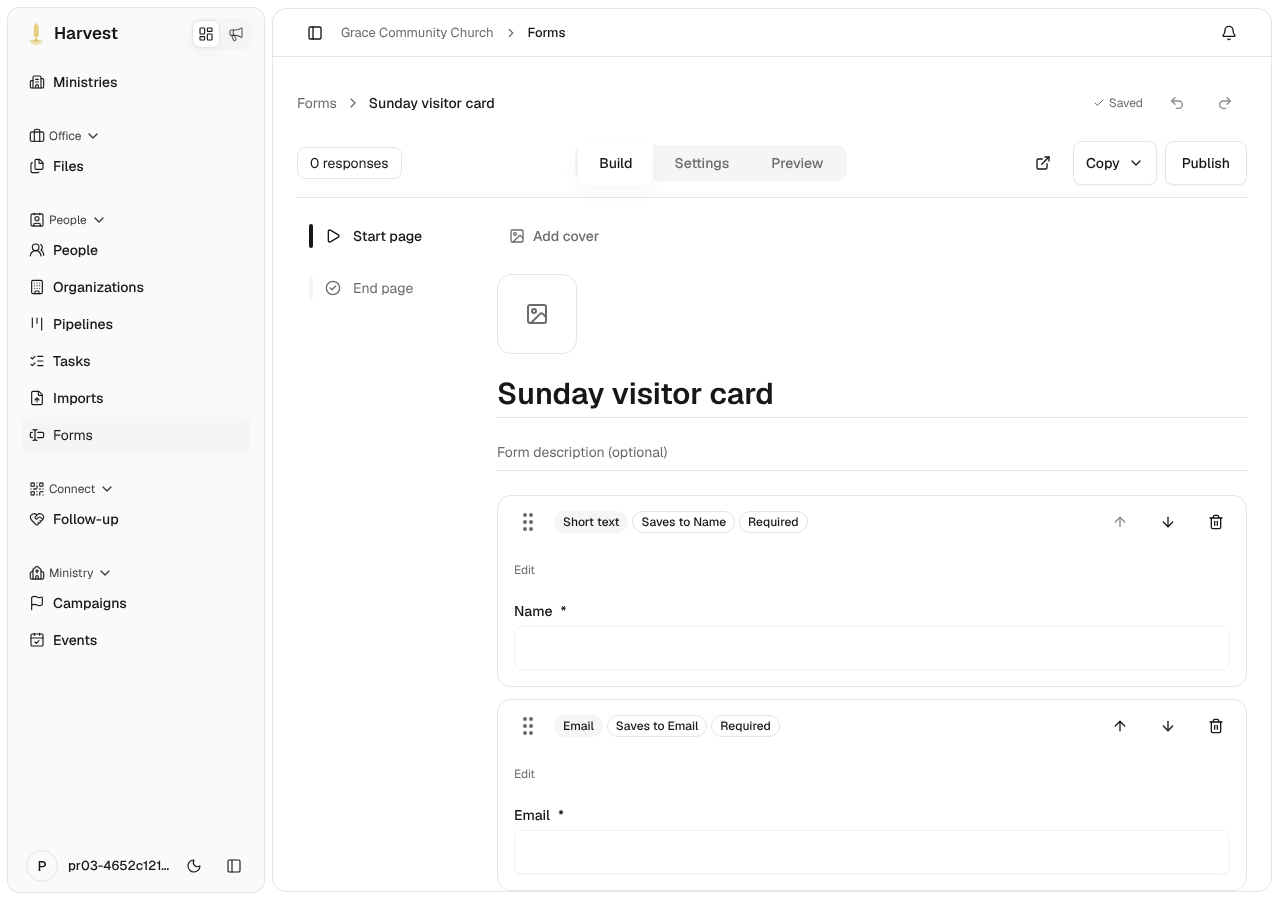 Harvest
Grace Community Church > Forms
Ministries
Forms > Sunday visitor card
Saved
Office
Files
0 responses
Build
Settings
Preview
Copy
Publish
People
People
Organizations
Pipelines
Tasks
Imports
Forms
Connect
Follow-up
Ministry
Campaigns
Events
P
pr03-4652c121...
Start page
End page
Add cover
Sunday visitor card
Form description (optional)
Short text
Saves to Name
Required
Edit
Name *
Email
Saves to Email
Required
Edit
Email *